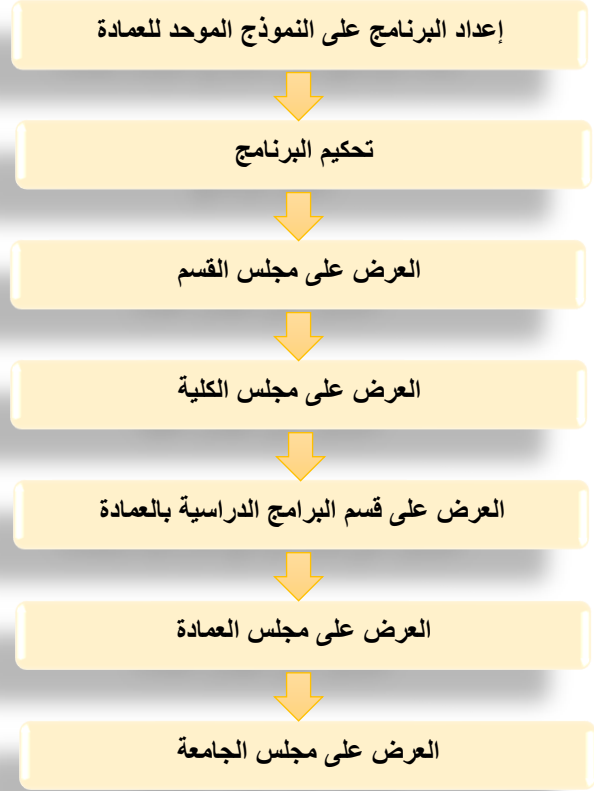 إعداد البرنامج على النموذج الموحد للعمادة
تحكيم البرنامج
العرض على مجلس القسم
العرض على مجلس الكلية
العرض على قسم البرامج الدراسية بالعمادة
العرض على مجلس العمادة
العرض على مجلس الجامعة